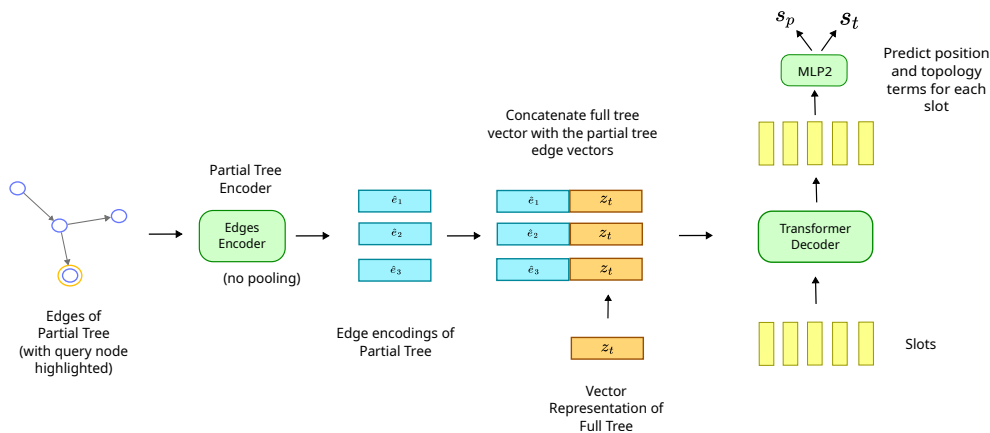 Edges of
Partial Tree
(with query node
highlighted)
Partial Tree
Encoder
Edges
Encoder
(no pooling)
ê₁
ê₂
ê₃
Edge encodings of
Partial Tree
Concatenate full tree
vector with the partial tree
edge vectors
ê₁ z_t
ê₂ z_t
ê₃ z_t
z_t
Vector
Representation of
Full Tree
s_p s_t
MLP2
Predict position
and topology
terms for each
slot
Transformer
Decoder
Slots